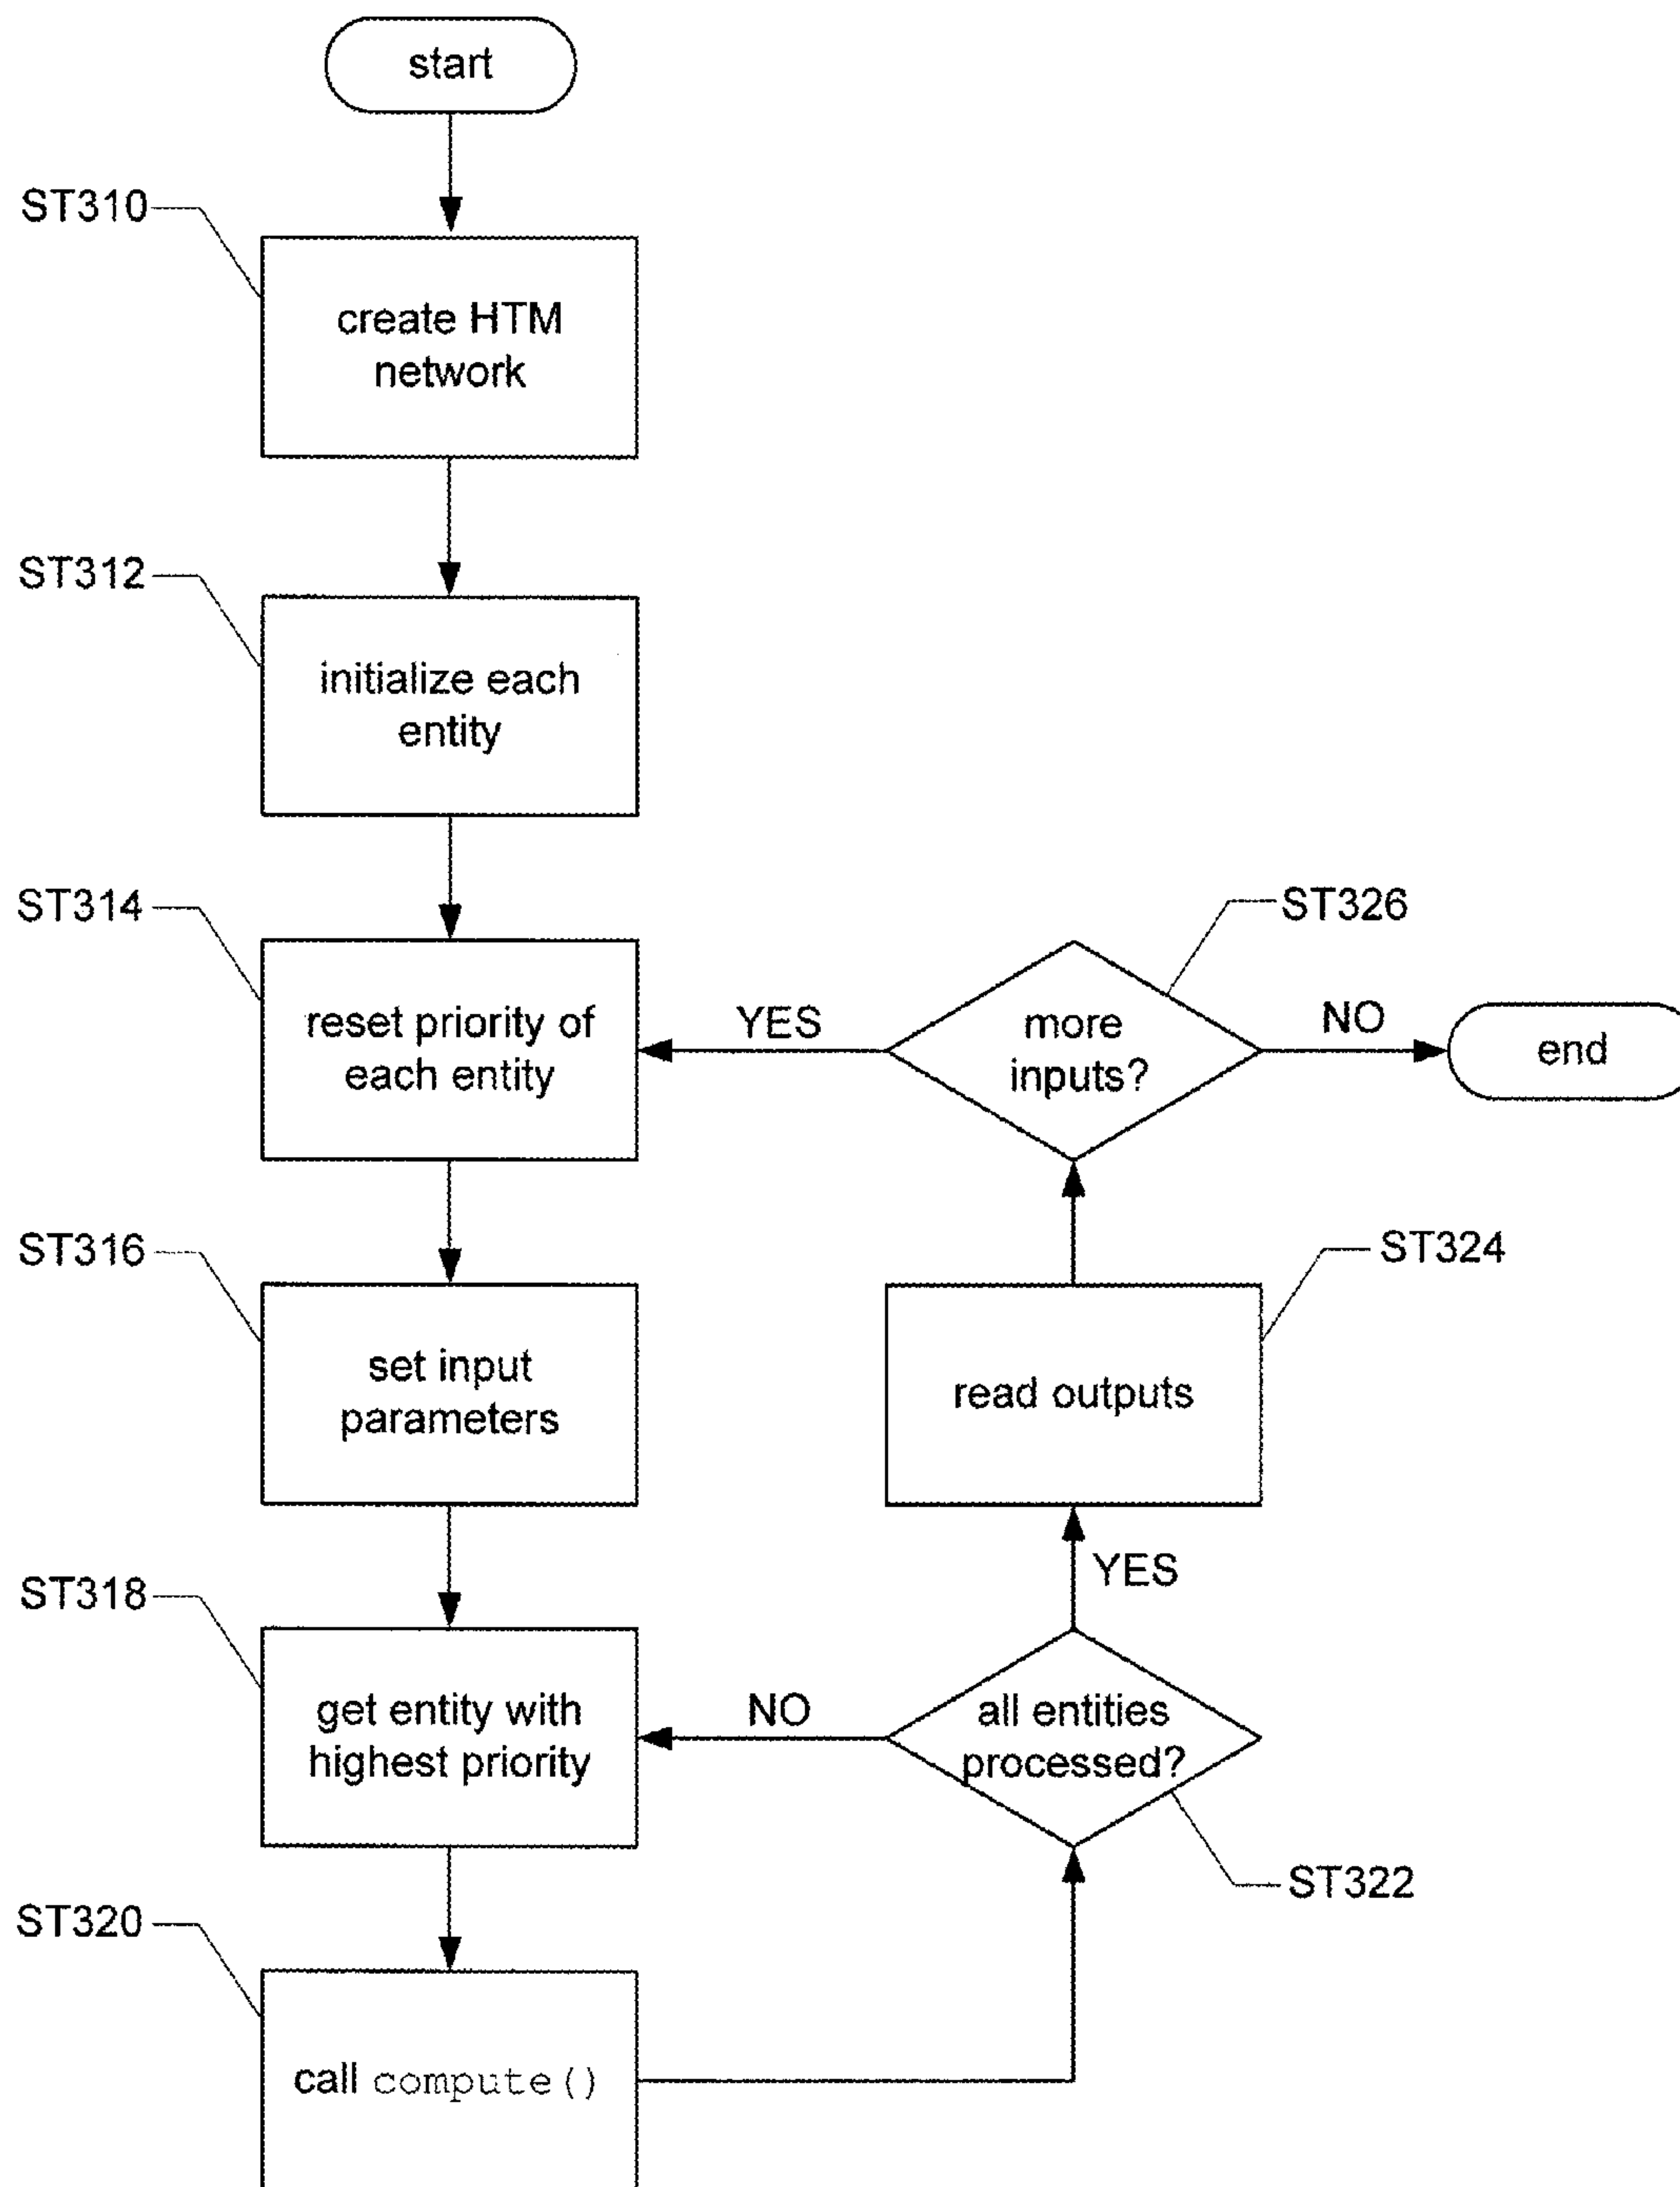 start
ST310
create HTM
network
ST312
initialize each
entity
ST314
reset priority of
each entity
YES
more
inputs?
ST326
NO
end
ST316
set input
parameters
ST324
read outputs
YES
ST318
get entity with
highest priority
NO
all entities
processed?
ST322
ST320
call compute()